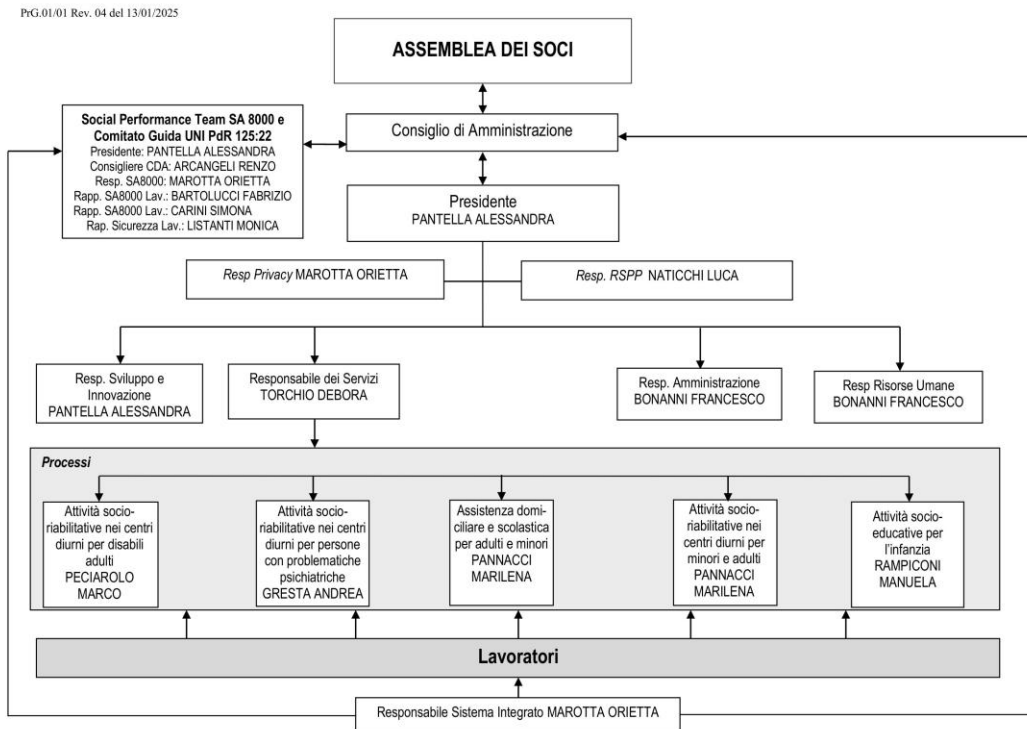 PrG.01/01 Rev. 04 del 13/01/2025
ASSEMBLEA DEI SOCI
Social Performance Team SA 8000 e
Comitato Guida UNI PdR 125:22
Presidente: PANTELLA ALESSANDRA
Consigliere CDA: ARCANGELI RENZO
Resp. SA8000: MAROTTA ORIETTA
Rapp. SA8000 Lav.: BARTOLUCCI FABRIZIO
Rapp. SA8000 Lav.: CARINI SIMONA
Rap. Sicurezza Lav.: LISTANTI MONICA
Consiglio di Amministrazione
Presidente
PANTELLA ALESSANDRA
Resp Privacy MAROTTA ORIETTA
Resp. RSPP NATICCHI LUCA
Resp. Sviluppo e
Innovazione
PANTELLA ALESSANDRA
Responsabile dei Servizi
TORCHIO DEBORA
Resp. Amministrazione
BONANNI FRANCESCO
Resp Risorse Umane
BONANNI FRANCESCO
Processi
Attività socio-
riabilitative nei centri
diurni per disabili
adulti
PECIAROLO
MARCO
Attività socio-
riabilitative nei centri
diurni per persone
con problematiche
psichiatriche
GRESTA ANDREA
Assistenza domi-
ciliare e scolastica
per adulti e minori
PANNACCI
MARILENA
Attività socio-
riabilitative nei
centri diurni per
minori e adulti
PANNACCI
MARILENA
Attività socio-
educative per
l'infanzia
RAMPICONI
MANUELA
Lavoratori
Responsabile Sistema Integrato MAROTTA ORIETTA